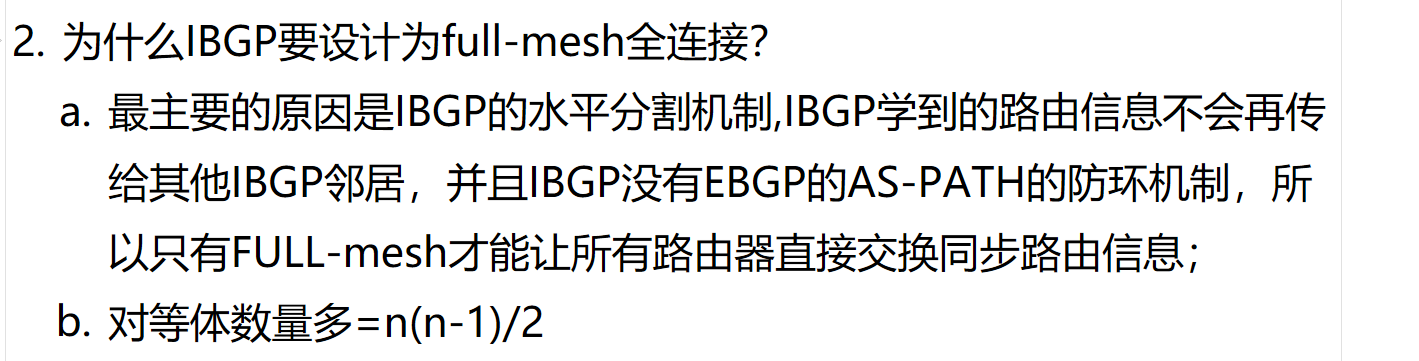 2. 为什么IBGP要设计为full-mesh全连接？
a. 最主要的原因是IBGP的水平分割机制,IBGP学到的路由信息不会再传
给其他IBGP邻居，并且IBGP没有EBGP的AS-PATH的防环机制，所
以只有FULL-mesh才能让所有路由器直接交换同步路由信息；
b. 对等体数量多=n(n-1)/2